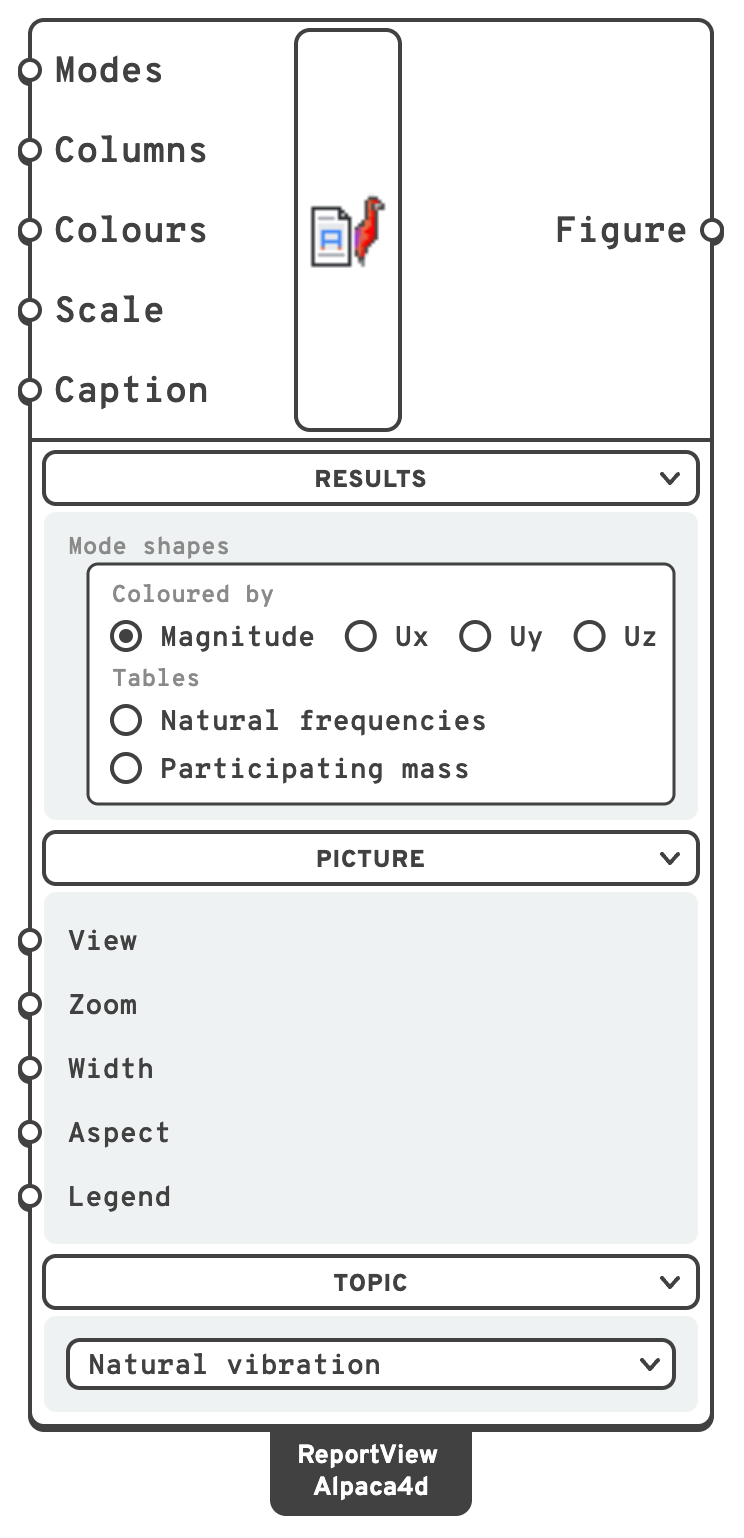 Modes
Columns
Colours
Scale
Caption
Figure
RESULTS
Mode shapes
Coloured by
Magnitude Ux Uy Uz
Tables
Natural frequencies
Participating mass
PICTURE
View
Zoom
Width
Aspect
Legend
TOPIC
Natural vibration
ReportView
Alpaca4d